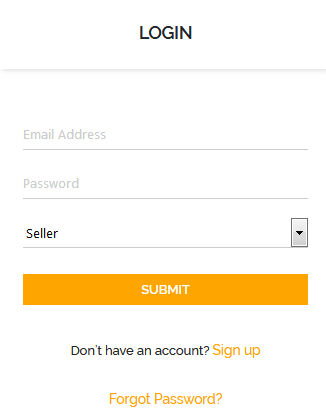 LOGIN
Email Address
Password
Seller
SUBMIT
Don't have an account? Sign up
Forgot Password?